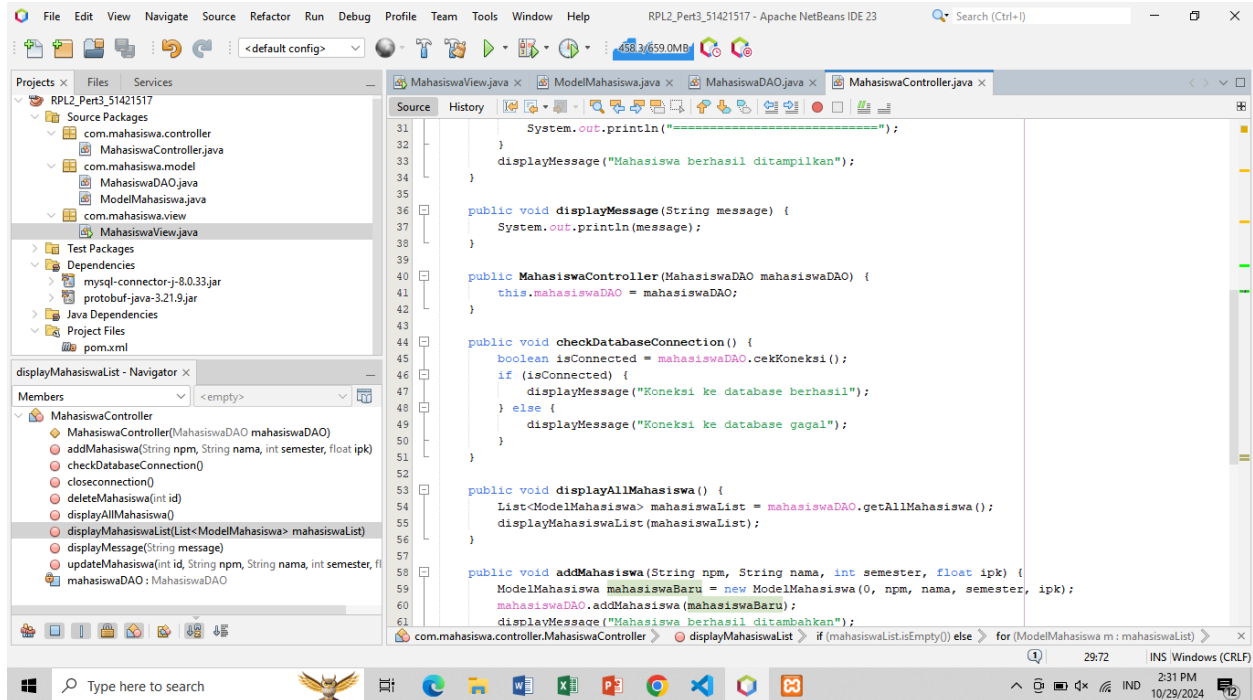 File Edit View Navigate Source Refactor Run Debug Profile Team Tools Window Help RPL2_Pert3_51421517 - Apache NetBeans IDE 23 Search (Ctrl+I)
<default config> 458.3/659.0MB
Projects Files Services
RPL2_Pert3_51421517
Source Packages
com.mahasiswa.controller
MahasiswaController.java
com.mahasiswa.model
MahasiswaDAO.java
ModelMahasiswa.java
com.mahasiswa.view
MahasiswaView.java
Test Packages
Dependencies
mysql-connector-j-8.0.33.jar
protobuf-java-3.21.9.jar
Java Dependencies
Project Files
pom.xml
displayMahasiswaList - Navigator
Members <empty>
MahasiswaController
MahasiswaController(MahasiswaDAO mahasiswaDAO)
addMahasiswa(String npm, String nama, int semester, float ipk)
checkDatabaseConnection()
closeconnection()
deleteMahasiswa(int id)
displayAllMahasiswa()
displayMahasiswaList(List<ModelMahasiswa> mahasiswaList)
displayMessage(String message)
updateMahasiswa(int id, String npm, String nama, int semester, fl
mahasiswaDAO : MahasiswaDAO
MahasiswaView.java ModelMahasiswa.java MahasiswaDAO.java MahasiswaController.java
Source History
31 System.out.println("============================");
32 }
33 displayMessage("Mahasiswa berhasil ditampilkan");
34 }
35
36 public void displayMessage(String message) {
37 System.out.println(message);
38 }
39
40 public MahasiswaController(MahasiswaDAO mahasiswaDAO) {
41 this.mahasiswaDAO = mahasiswaDAO;
42 }
43
44 public void checkDatabaseConnection() {
45 boolean isConnected = mahasiswaDAO.cekKoneksi();
46 if (isConnected) {
47 displayMessage("Koneksi ke database berhasil");
48 } else {
49 displayMessage("Koneksi ke database gagal");
50 }
51 }
52
53 public void displayAllMahasiswa() {
54 List<ModelMahasiswa> mahasiswaList = mahasiswaDAO.getAllMahasiswa();
55 displayMahasiswaList(mahasiswaList);
56 }
57
58 public void addMahasiswa(String npm, String nama, int semester, float ipk) {
59 ModelMahasiswa mahasiswaBaru = new ModelMahasiswa(0, npm, nama, semester, ipk);
60 mahasiswaDAO.addMahasiswa(mahasiswaBaru);
61 displayMessage("Mahasiswa berhasil ditambahkan");
com.mahasiswa.controller.MahasiswaController displayMahasiswaList if (mahasiswaList.isEmpty()) else for (ModelMahasiswa m : mahasiswaList)
1 29:72 INS Windows (CRLF)
Type here to search IND 2:31 PM
10/29/2024 12